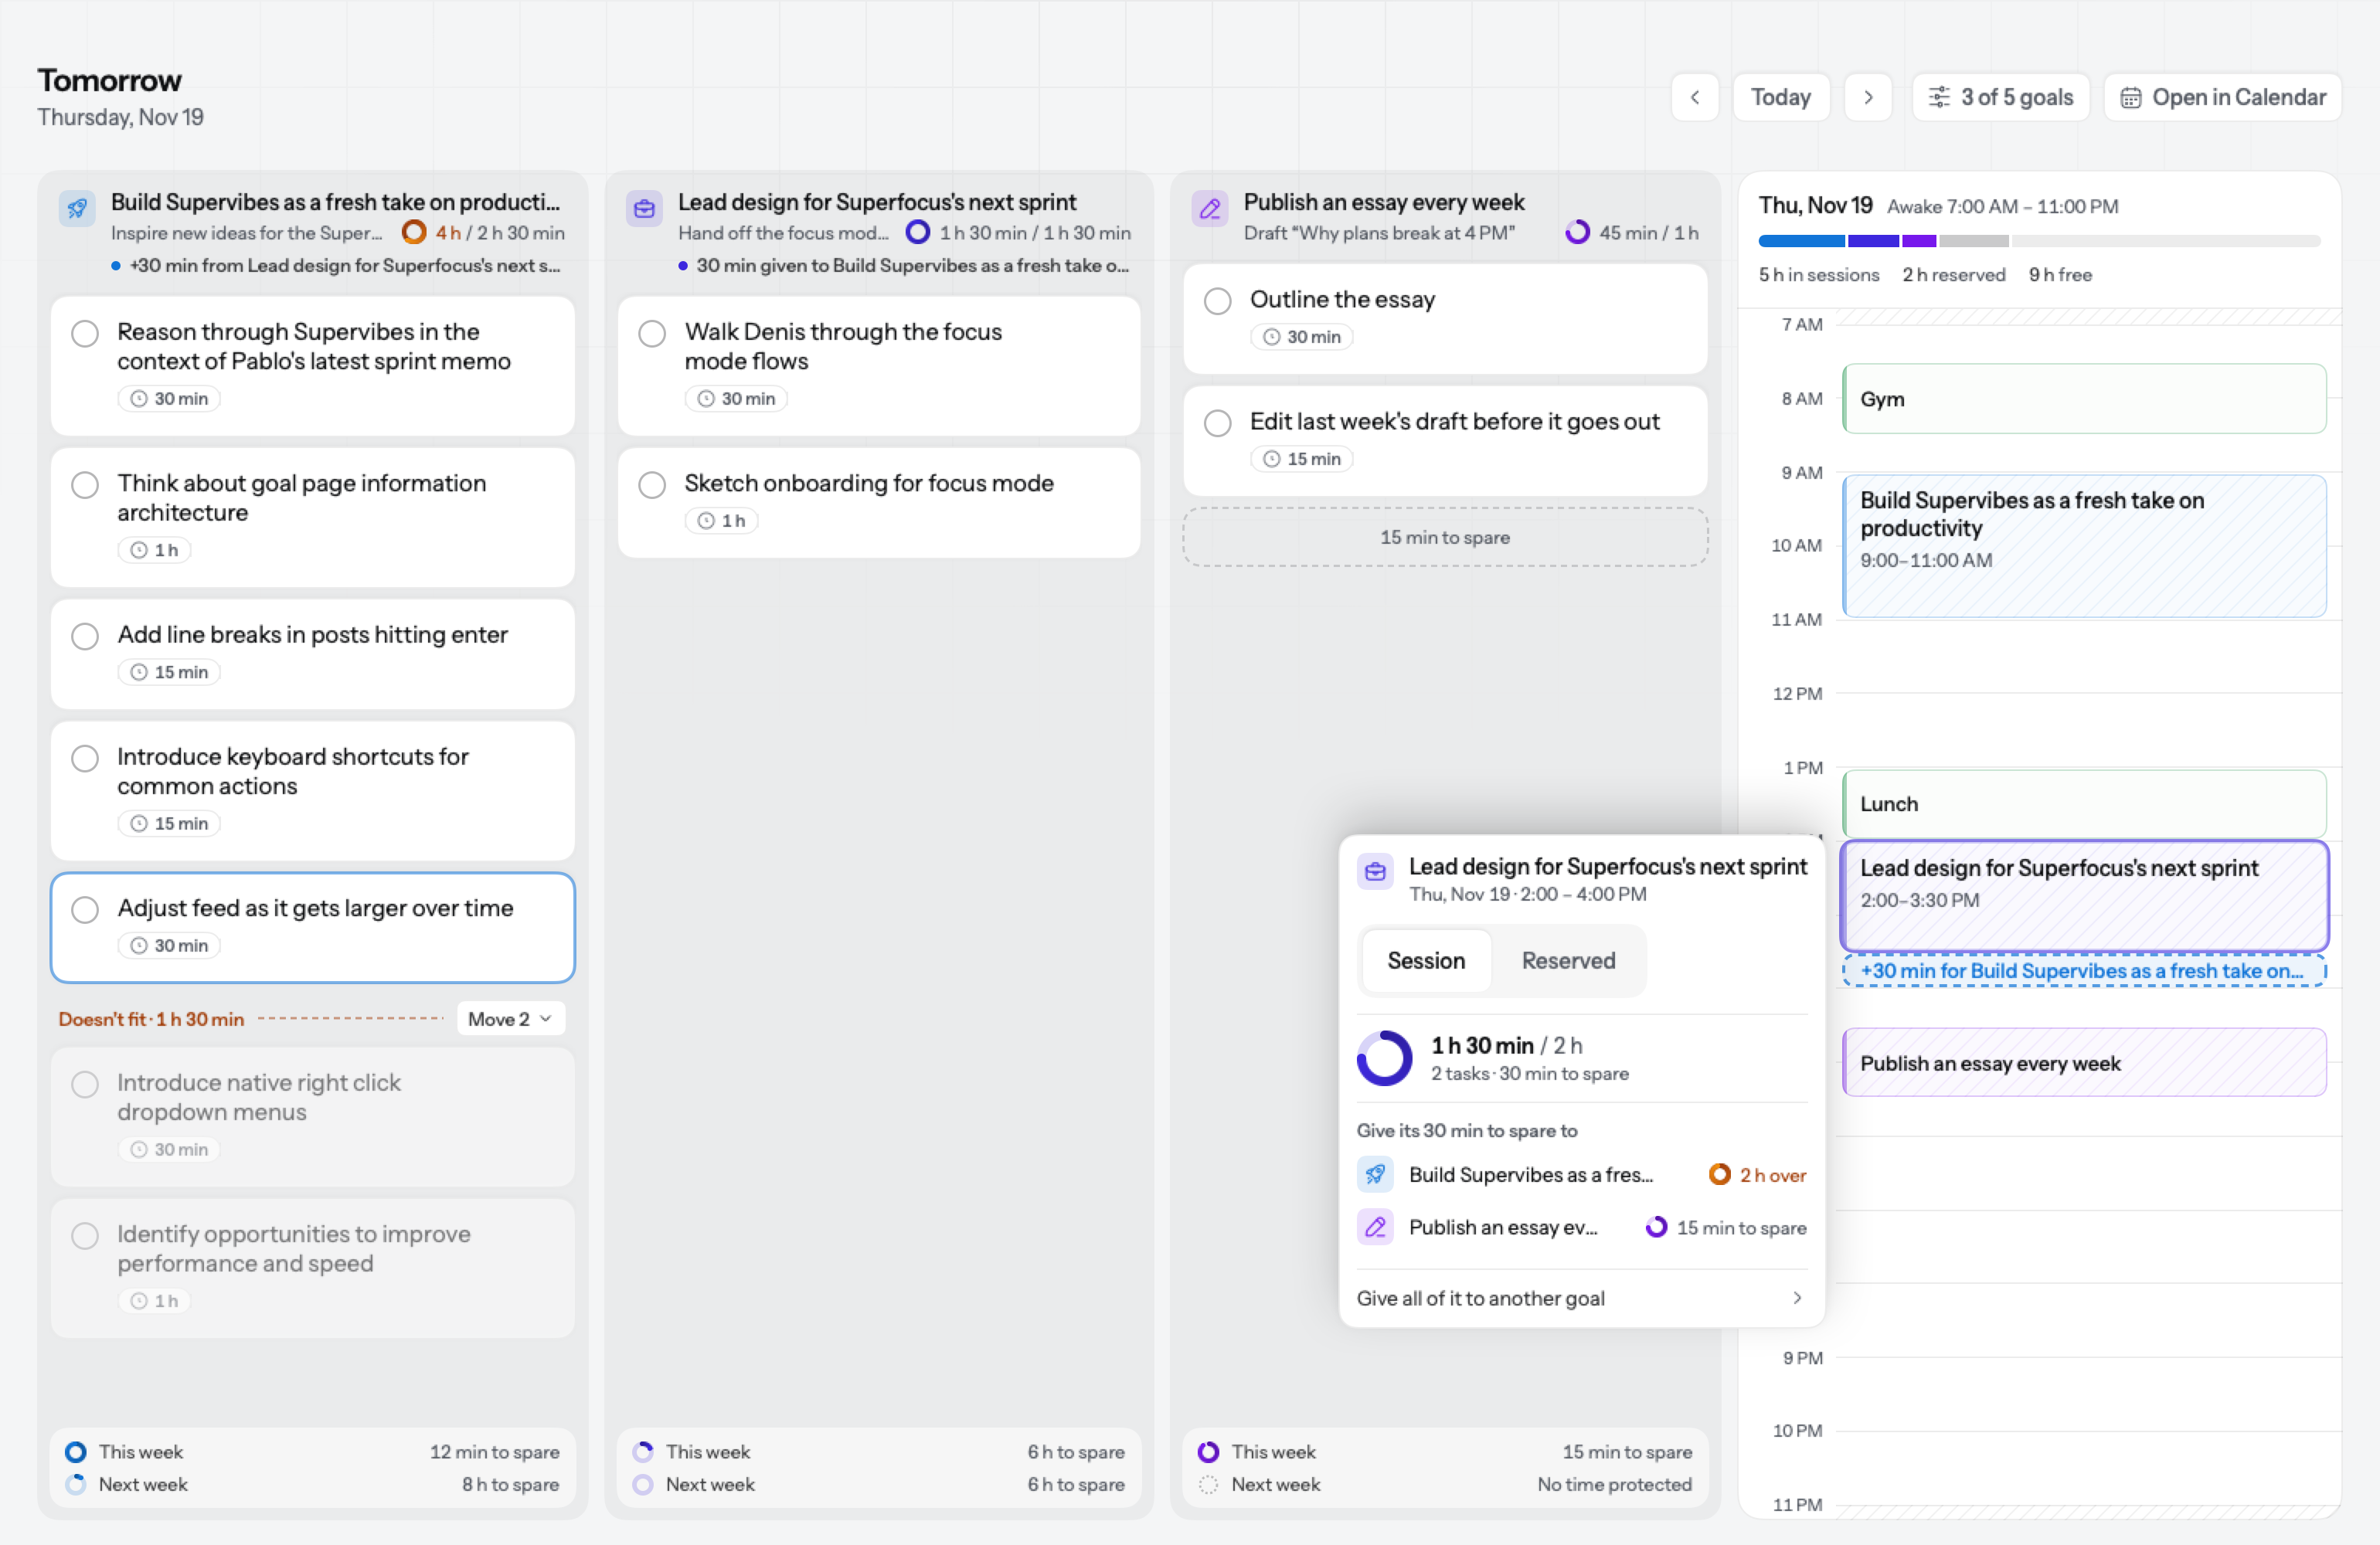 Tomorrow
Thursday, Nov 19
Today
3 of 5 goals
Open in Calendar
Build Supervibes as a fresh take on producti...
Inspire new ideas for the Super...
4 h / 2 h 30 min
+30 min from Lead design for Superfocus's next s...
Reason through Supervibes in the
context of Pablo's latest sprint memo
30 min
Think about goal page information
architecture
1 h
Add line breaks in posts hitting enter
15 min
Introduce keyboard shortcuts for
common actions
15 min
Adjust feed as it gets larger over time
30 min
Doesn't fit · 1 h 30 min
Move 2
Introduce native right click
dropdown menus
30 min
Identify opportunities to improve
performance and speed
1 h
This week
12 min to spare
Next week
8 h to spare
Lead design for Superfocus's next sprint
Hand off the focus mod...
1 h 30 min / 1 h 30 min
30 min given to Build Supervibes as a fresh take o...
Walk Denis through the focus
mode flows
30 min
Sketch onboarding for focus mode
1 h
This week
6 h to spare
Next week
6 h to spare
Publish an essay every week
Draft “Why plans break at 4 PM”
45 min / 1 h
Outline the essay
30 min
Edit last week's draft before it goes out
15 min
15 min to spare
This week
15 min to spare
Next week
No time protected
Lead design for Superfocus's next sprint
Thu, Nov 19 · 2:00 – 4:00 PM
Session
Reserved
1 h 30 min / 2 h
2 tasks · 30 min to spare
Give its 30 min to spare to
Build Supervibes as a fres...
2 h over
Publish an essay ev...
15 min to spare
Give all of it to another goal
Thu, Nov 19
Awake 7:00 AM – 11:00 PM
5 h in sessions
2 h reserved
9 h free
7 AM
8 AM
Gym
9 AM
Build Supervibes as a fresh take on
productivity
10 AM
9:00–11:00 AM
11 AM
12 PM
1 PM
Lunch
Lead design for Superfocus's next sprint
2:00–3:30 PM
+30 min for Build Supervibes as a fresh take on...
Publish an essay every week
9 PM
10 PM
11 PM